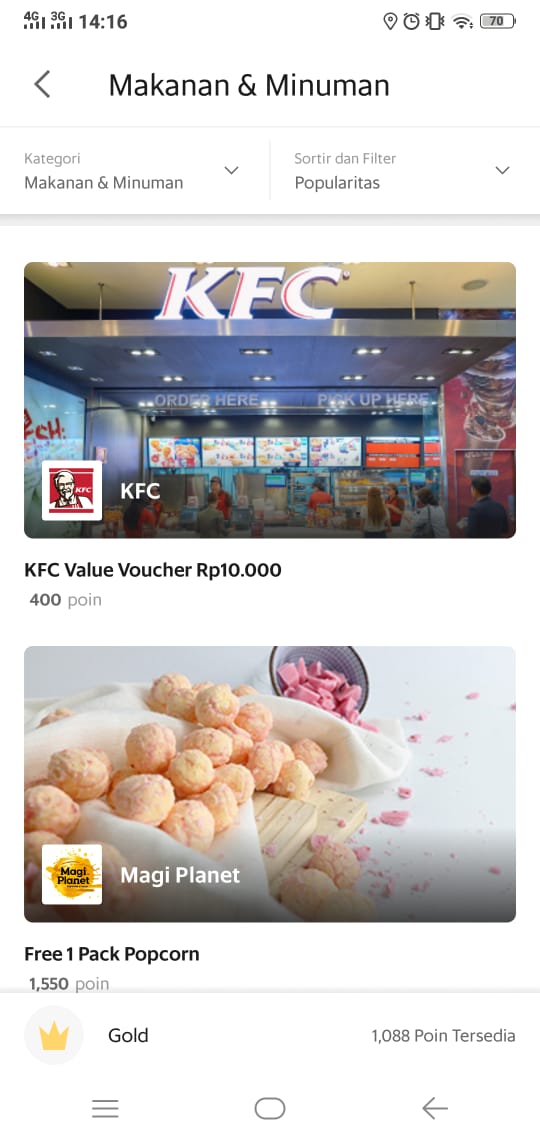 4G 3G 14:16
70
Makanan & Minuman
Kategori
Makanan & Minuman
Sortir dan Filter
Popularitas
KFC
ORDER HERE
PICK UP HERE
KFC
KFC
KFC Value Voucher Rp10.000
400 poin
Magi Planet
Magi Planet
Free 1 Pack Popcorn
1,550 poin
Gold
1,088 Poin Tersedia